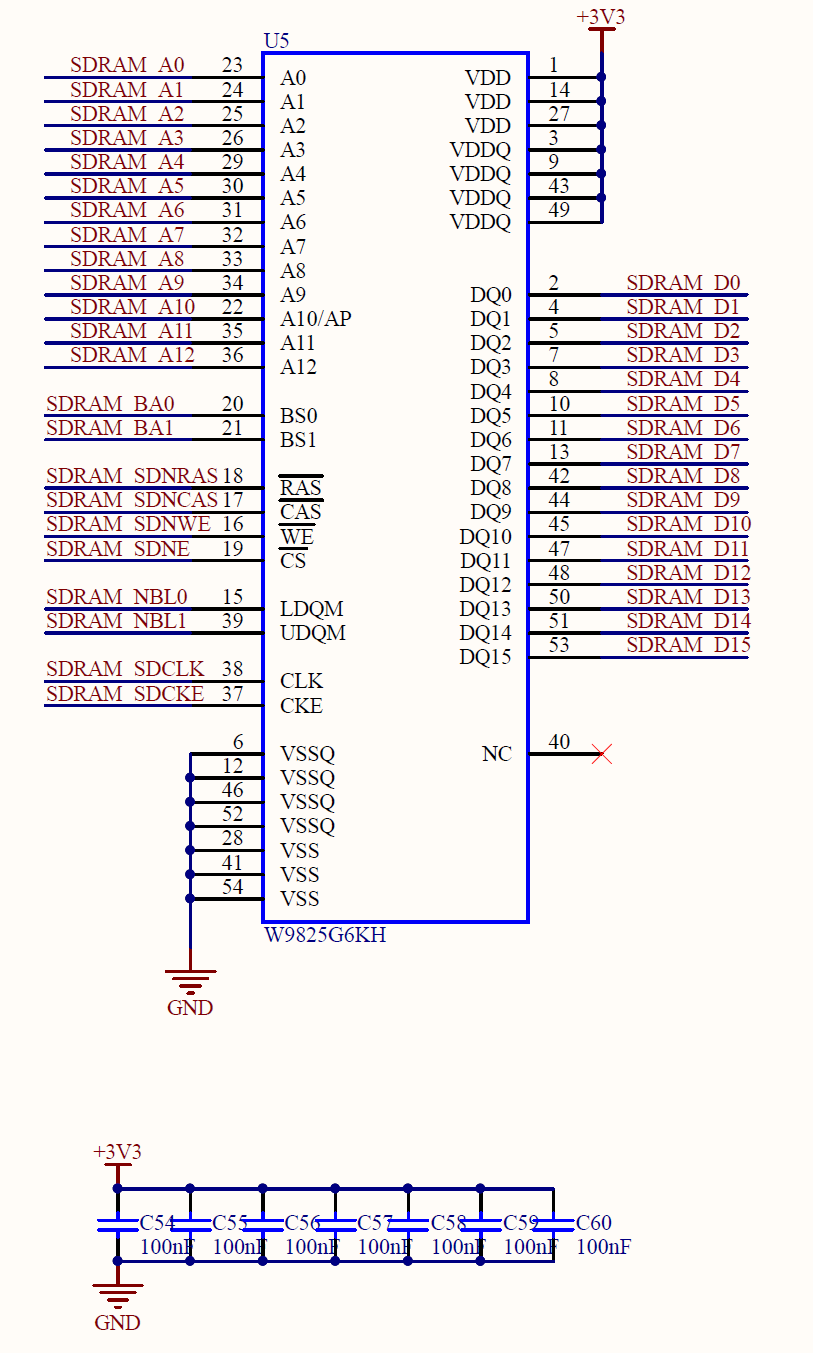 +3V3
U5
SDRAM_A0 23 A0 VDD 1
SDRAM_A1 24 A1 VDD 14
SDRAM_A2 25 A2 VDD 27
SDRAM_A3 26 A3 VDDQ 3
SDRAM_A4 29 A4 VDDQ 9
SDRAM_A5 30 A5 VDDQ 43
SDRAM_A6 31 A6 VDDQ 49
SDRAM_A7 32 A7
SDRAM_A8 33 A8
SDRAM_A9 34 A9 DQ0 2 SDRAM_D0
SDRAM_A10 22 A10/AP DQ1 4 SDRAM_D1
SDRAM_A11 35 A11 DQ2 5 SDRAM_D2
SDRAM_A12 36 A12 DQ3 7 SDRAM_D3
DQ4 8 SDRAM_D4
SDRAM_BA0 20 BS0 DQ5 10 SDRAM_D5
SDRAM_BA1 21 BS1 DQ6 11 SDRAM_D6
DQ7 13 SDRAM_D7
SDRAM_SDNRAS 18 RAS DQ8 42 SDRAM_D8
SDRAM_SDNCAS 17 CAS DQ9 44 SDRAM_D9
SDRAM_SDNWE 16 WE DQ10 45 SDRAM_D10
SDRAM_SDNE 19 CS DQ11 47 SDRAM_D11
DQ12 48 SDRAM_D12
SDRAM_NBL0 15 LDQM DQ13 50 SDRAM_D13
SDRAM_NBL1 39 UDQM DQ14 51 SDRAM_D14
DQ15 53 SDRAM_D15
SDRAM_SDCLK 38 CLK
SDRAM_SDCKE 37 CKE
6 VSSQ NC 40
12 VSSQ
46 VSSQ
52 VSSQ
28 VSS
41 VSS
54 VSS
W9825G6KH
GND
+3V3
C54 C55 C56 C57 C58 C59 C60
100nF 100nF 100nF 100nF 100nF 100nF 100nF
GND